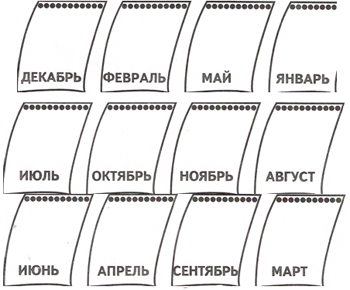 ДЕКАБРЬ ФЕВРАЛЬ МАЙ ЯНВАРЬ
ИЮЛЬ ОКТЯБРЬ НОЯБРЬ АВГУСТ
ИЮНЬ АПРЕЛЬ СЕНТЯБРЬ МАРТ